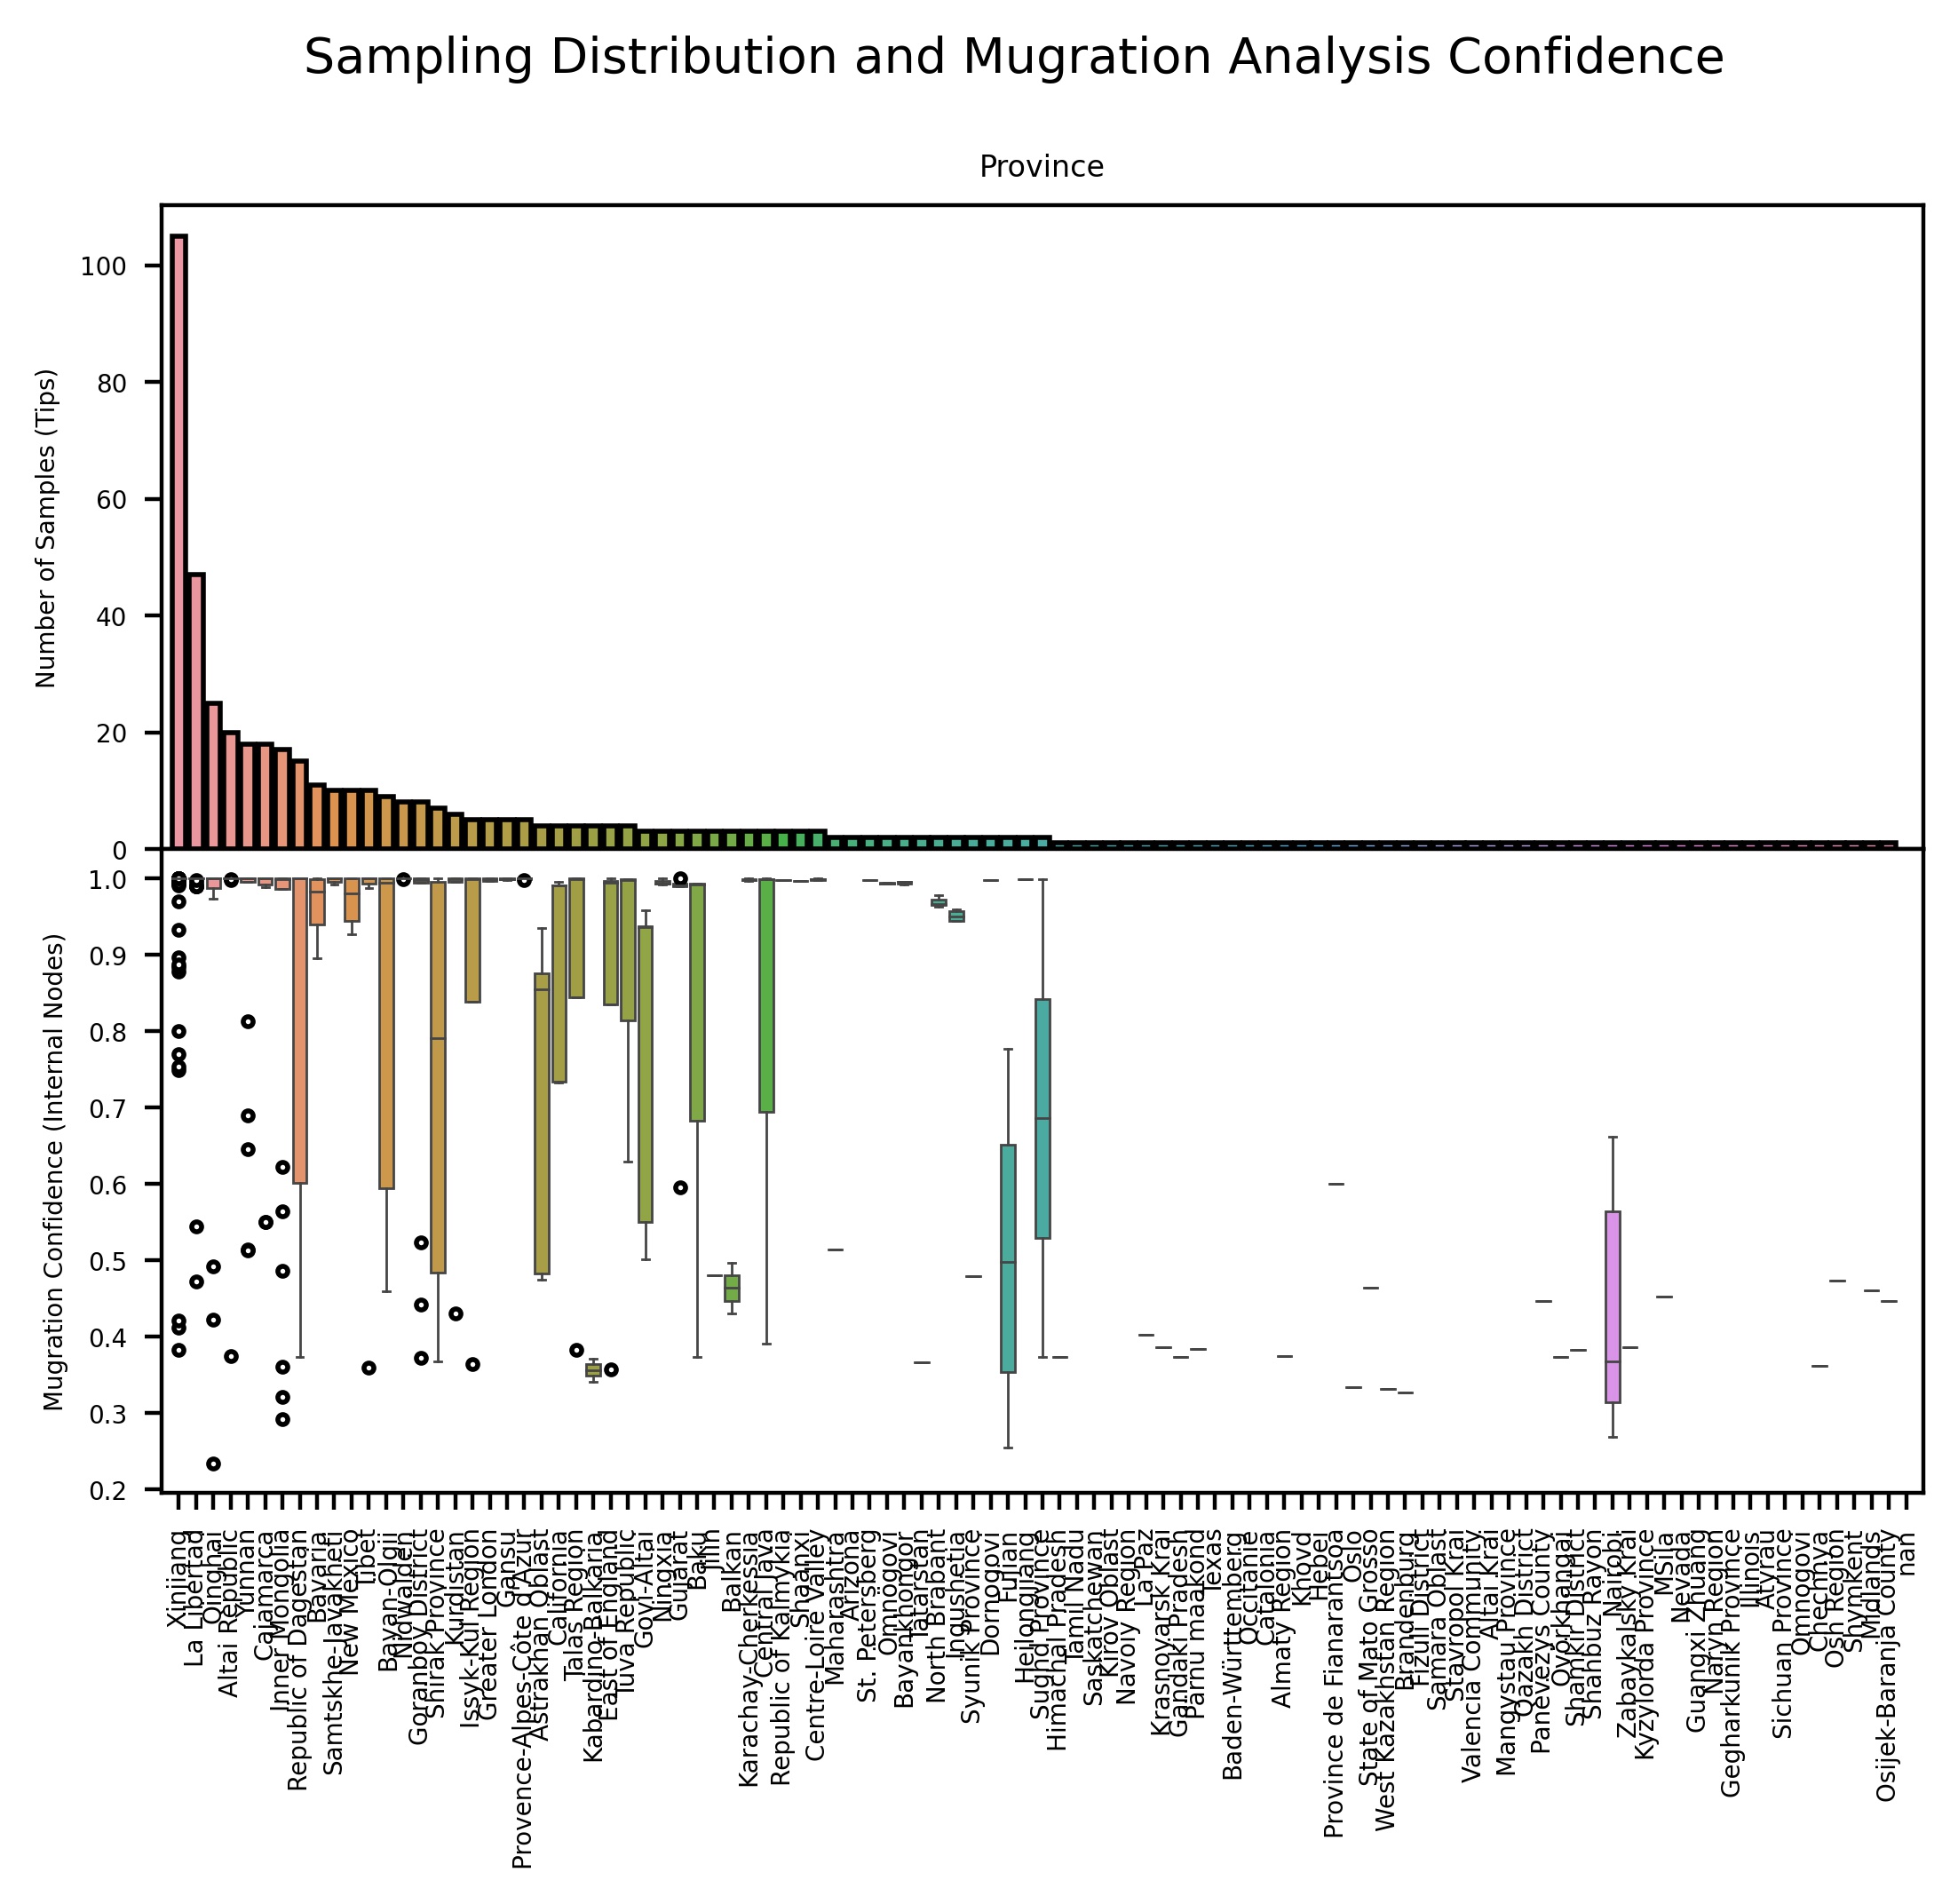 Sampling Distribution and Mugration Analysis Confidence
Province
Number of Samples (Tips)
100
80
60
40
20
0
Mugration Confidence (Internal Nodes)
1.0
0.9
0.8
0.7
0.6
0.5
0.4
0.3
0.2
Xinjiang
La Libertad
Qinghai
Altai Republic
Yunnan
Cajamarca
Inner Mongolia
Republic of Dagestan
Bavaria
Samtskhe-Javakheti
New Mexico
Tibet
Bayan-Olgii
Nidwalden
Goranboy District
Shirak Province
Kurdistan
Issyk-Kul Region
Greater London
Gansu
Provence-Alpes-Côte d'Azur
Astrakhan Oblast
California
Talas Region
Kabardino-Balkaria
East of England
Tuva Republic
Govi-Altai
Ningxia
Gujrat
Baku
Jilin
Balkan
Karachay-Cherkessia
Central Java
Republic of Kalmykia
Shaanxi
Centre-Loire Valley
Maharashtra
Arizona
St. Petersberg
Ömnögovi
Bayankhongor
Tatarstan
North Brabant
Ingushetia
Syunik Province
Dornogovi
Fujian
Heilongjiang
Sughd Province
Himachal Pradesh
Tamil Nadu
Saskatchewan
Kirov Oblast
Navoiy Region
La Paz
Krasnoyarsk Krai
Gandaki Pradesh
Parnu maakond
Texas
Baden-Württemberg
Occitanie
Catalonia
Almaty Region
Khovd
Hebei
Province de Fianarantsoa
Oslo
State of Mato Grosso
West Kazakhstan Region
Brandenburg
Fizuli District
Samara Oblast
Stavropol Krai
Valencia Community
Altai Krai
Mangystau Province
Qazakh District
Panevezys County
Ovorkhangai
Shamkir District
Shahbuz Rayon
Nairobi
Zabaykalsky Krai
Kyzylorda Province
MSila
Nevada
Guangxi Zhuang
Naryn Region
Gegharkunik Province
Illinois
Atyrau
Sichuan Province
Omnogovi
Chechnya
Osh Region
Shymkent
Midlands
Osijek-Baranja County
nan